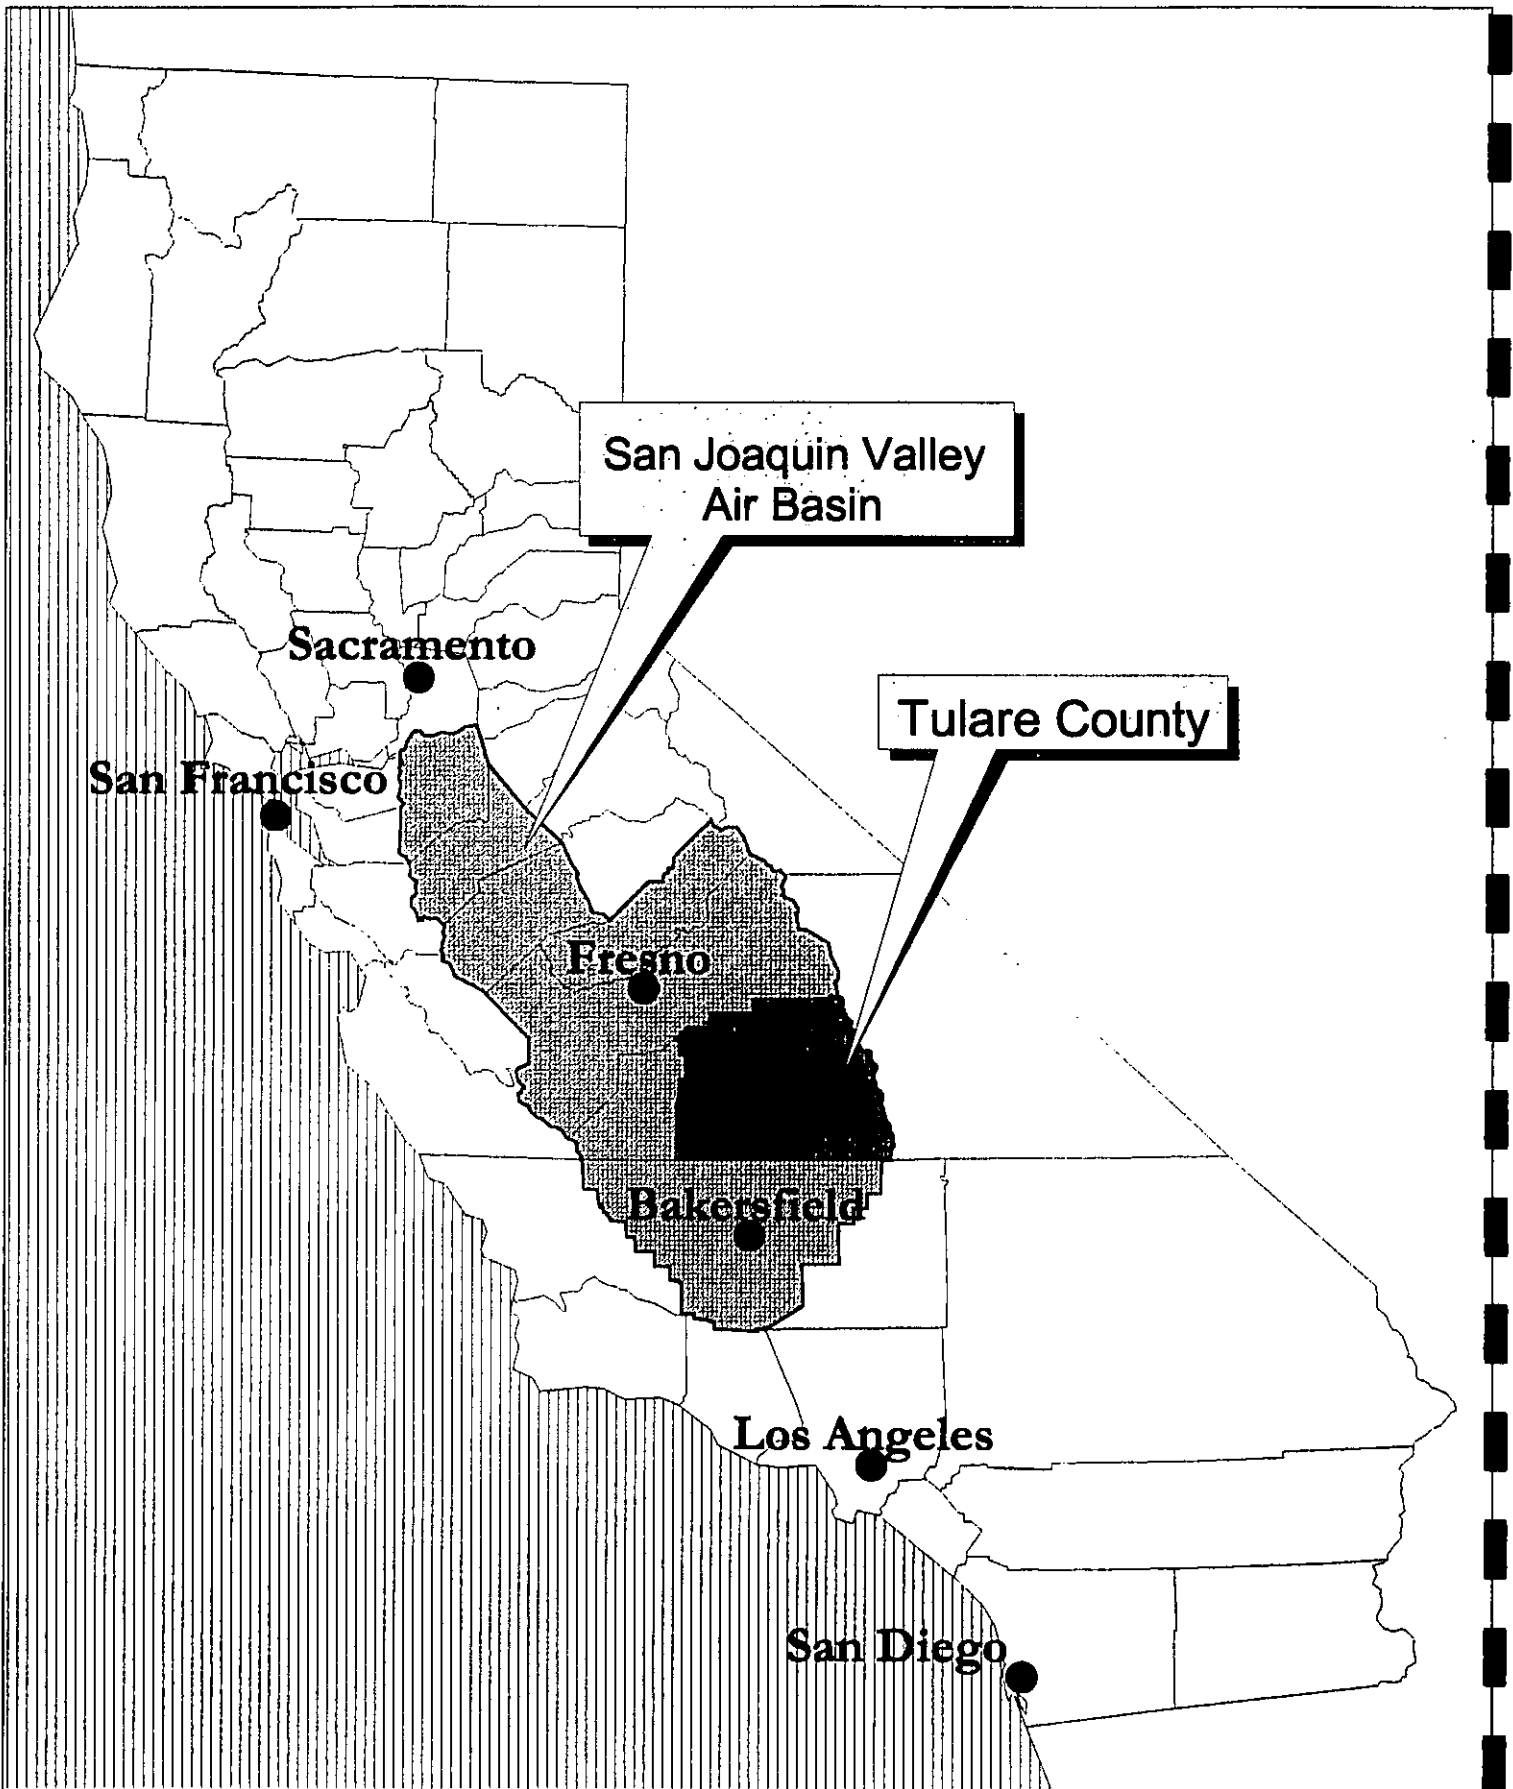 San Joaquin Valley
Air Basin
Sacramento
Tulare County
San Francisco
Fresno
Bakersfield
Los Angeles
San Diego